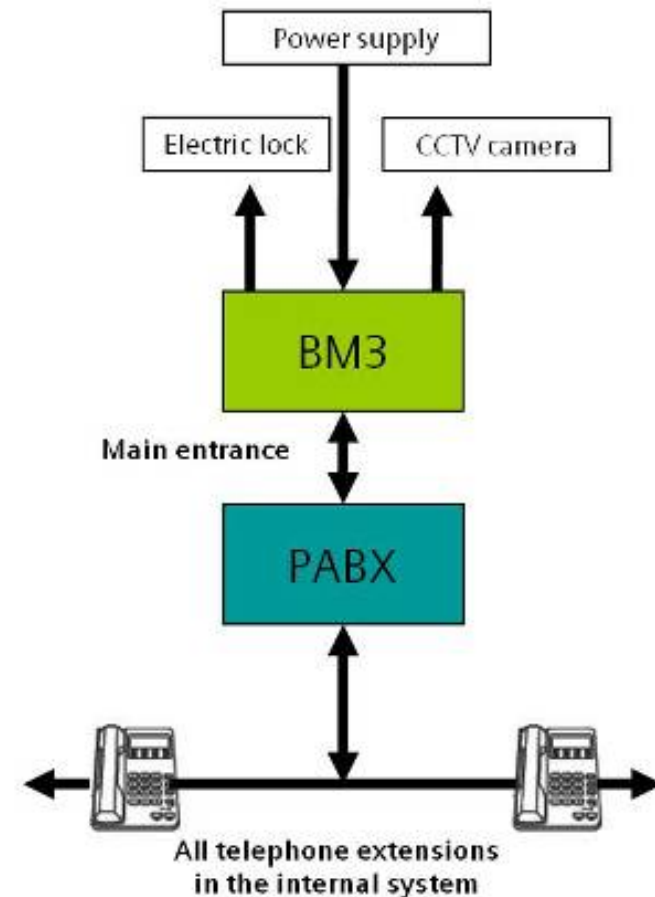 Power supply
Electric lock
CCTV camera
BM3
Main entrance
PABX
All telephone extensions
in the internal system